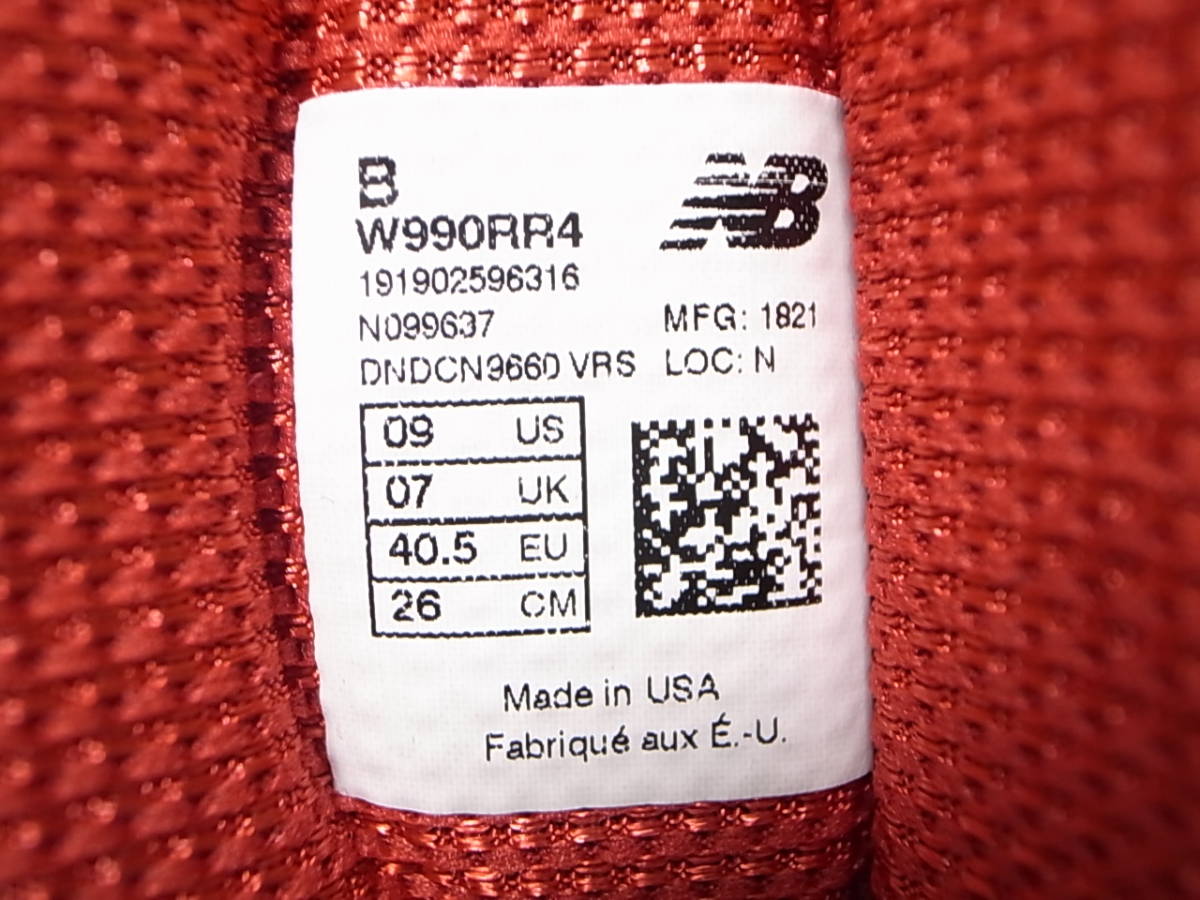 B
NB
W990RR4
191902596316
N099637
MFG: 1821
DNDCN9660 VRS
LOC: N
09 US
07 UK
40.5 EU
26 CM
Made in USA
Fabriqué aux É.-U.